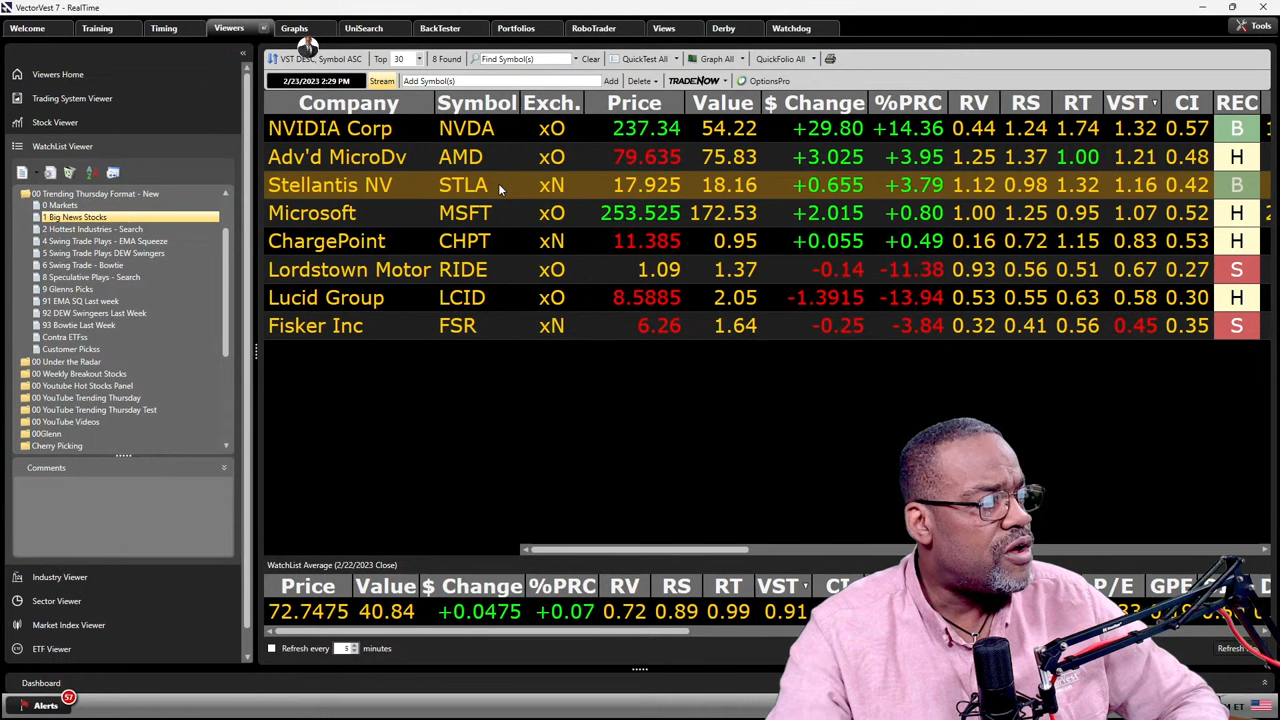 VectorVest 7 - RealTime
Welcome Training Timing Viewers Graphs UniSearch BackTester Portfolios RoboTrader Views Derby Watchdog Tools
VST DESC, Symbol ASC Top 30 8 Found Find Symbol(s) Clear QuickTest All Graph All QuickFolio All
2/23/2023 2:29 PM Stream Add Symbol(s) Add Delete TRADENOW OptionsPro
Viewers Home
Trading System Viewer
Stock Viewer
WatchList Viewer
00 Trending Thursday Format - New
0 Markets
1 Big News Stocks
2 Hottest Industries - Search
4 Swing Trade Plays - EMA Squeeze
5 Swing Trade Plays DEW Swingers
6 Swing Trade - Bowtie
8 Speculative Plays - Search
9 Glenns Picks
91 EMA SQ Last week
92 DEW Swingeers Last Week
93 Bowtie Last Week
Contra ETFss
Customer Pickss
00 Under the Radar
00 Weekly Breakout Stocks
00 Youtube Hot Stocks Panel
00 YouTube Trending Thursday
00 YouTube Trending Thursday Test
00 YouTube Videos
00Glenn
Cherry Picking
Comments
Industry Viewer
Sector Viewer
Market Index Viewer
ETF Viewer
Company Symbol Exch. Price Value $ Change %PRC RV RS RT VST CI REC
NVIDIA Corp NVDA xO 237.34 54.22 +29.80 +14.36 0.44 1.24 1.74 1.32 0.57 B
Adv'd MicroDv AMD xO 79.635 75.83 +3.025 +3.95 1.25 1.37 1.00 1.21 0.48 H
Stellantis NV STLA xN 17.925 18.16 +0.655 +3.79 1.12 0.98 1.32 1.16 0.42 B
Microsoft MSFT xO 253.525 172.53 +2.015 +0.80 1.00 1.25 0.95 1.07 0.52 H
ChargePoint CHPT xN 11.385 0.95 +0.055 +0.49 0.16 0.72 1.15 0.83 0.53 H
Lordstown Motor RIDE xO 1.09 1.37 -0.14 -11.38 0.93 0.56 0.51 0.67 0.27 S
Lucid Group LCID xO 8.5885 2.05 -1.3915 -13.94 0.53 0.55 0.63 0.58 0.30 H
Fisker Inc FSR xN 6.26 1.64 -0.25 -3.84 0.32 0.41 0.56 0.45 0.35 S
WatchList Average (2/22/2023 Close)
Price Value $ Change %PRC RV RS RT VST CI P/E GPE
72.7475 40.84 +0.0475 +0.07 0.72 0.89 0.99 0.91
Refresh every 5 minutes Refresh
Dashboard
Alerts 57 ET